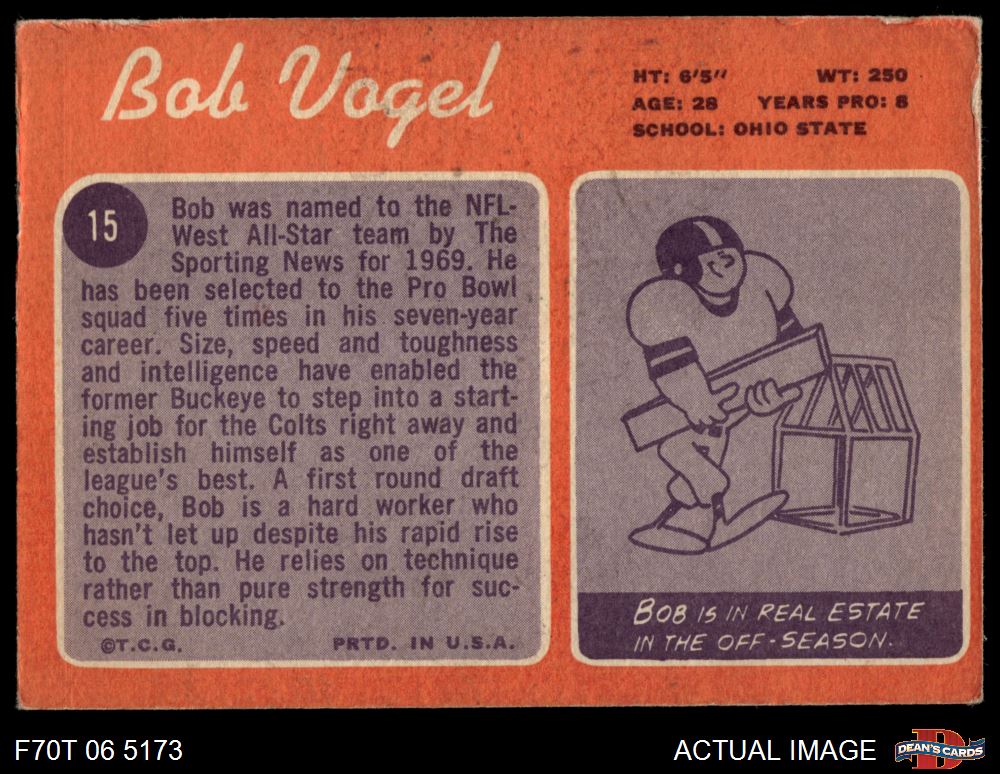 Bob Vogel
HT: 6'5" WT: 250
AGE: 28 YEARS PRO: 8
SCHOOL: OHIO STATE
15
Bob was named to the NFL-
West All-Star team by The
Sporting News for 1969. He
has been selected to the Pro Bowl
squad five times in his seven-year
career. Size, speed and toughness
and intelligence have enabled the
former Buckeye to step into a start-
ing job for the Colts right away and
establish himself as one of the
league's best. A first round draft
choice, Bob is a hard worker who
hasn't let up despite his rapid rise
to the top. He relies on technique
rather than pure strength for suc-
cess in blocking.
©T.C.G. PRTD. IN U.S.A.
BOB IS IN REAL ESTATE
IN THE OFF-SEASON.
F70T 06 5173
ACTUAL IMAGE
D
DEAN'S CARDS